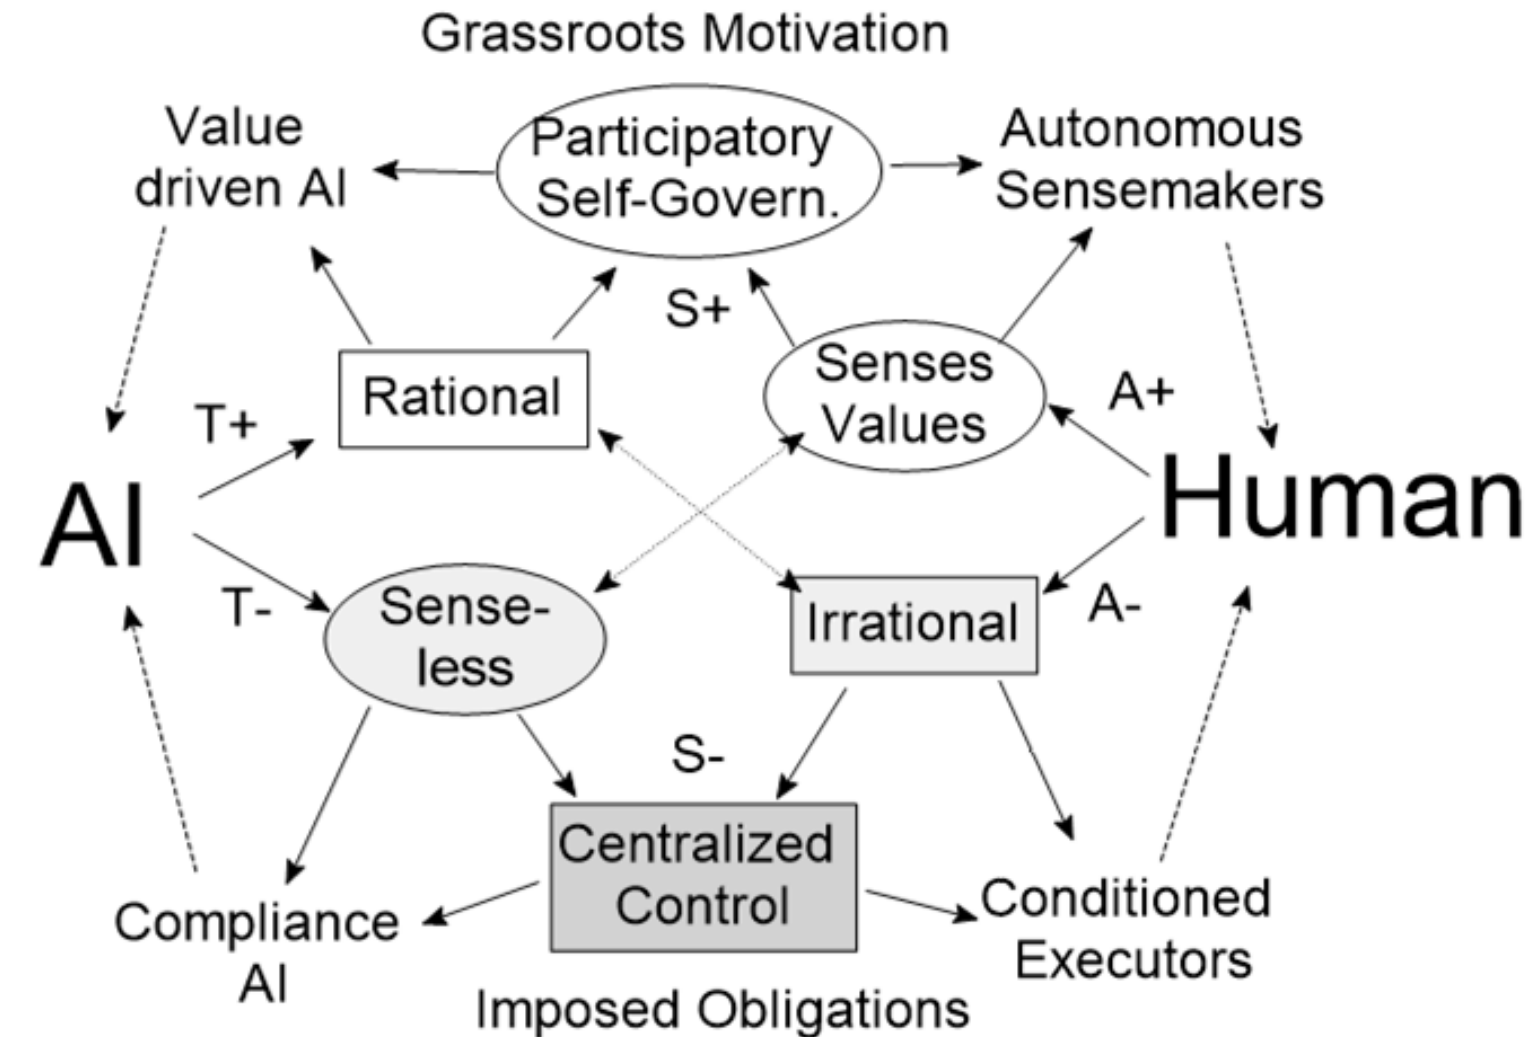 Grassroots Motivation
Value
driven AI
Participatory
Self-Govern.
Autonomous
Sensemakers
S+
Rational
Senses
Values
T+
A+
AI
Human
T-
Sense-
less
Irrational
A-
S-
Centralized
Control
Compliance
AI
Conditioned
Executors
Imposed Obligations